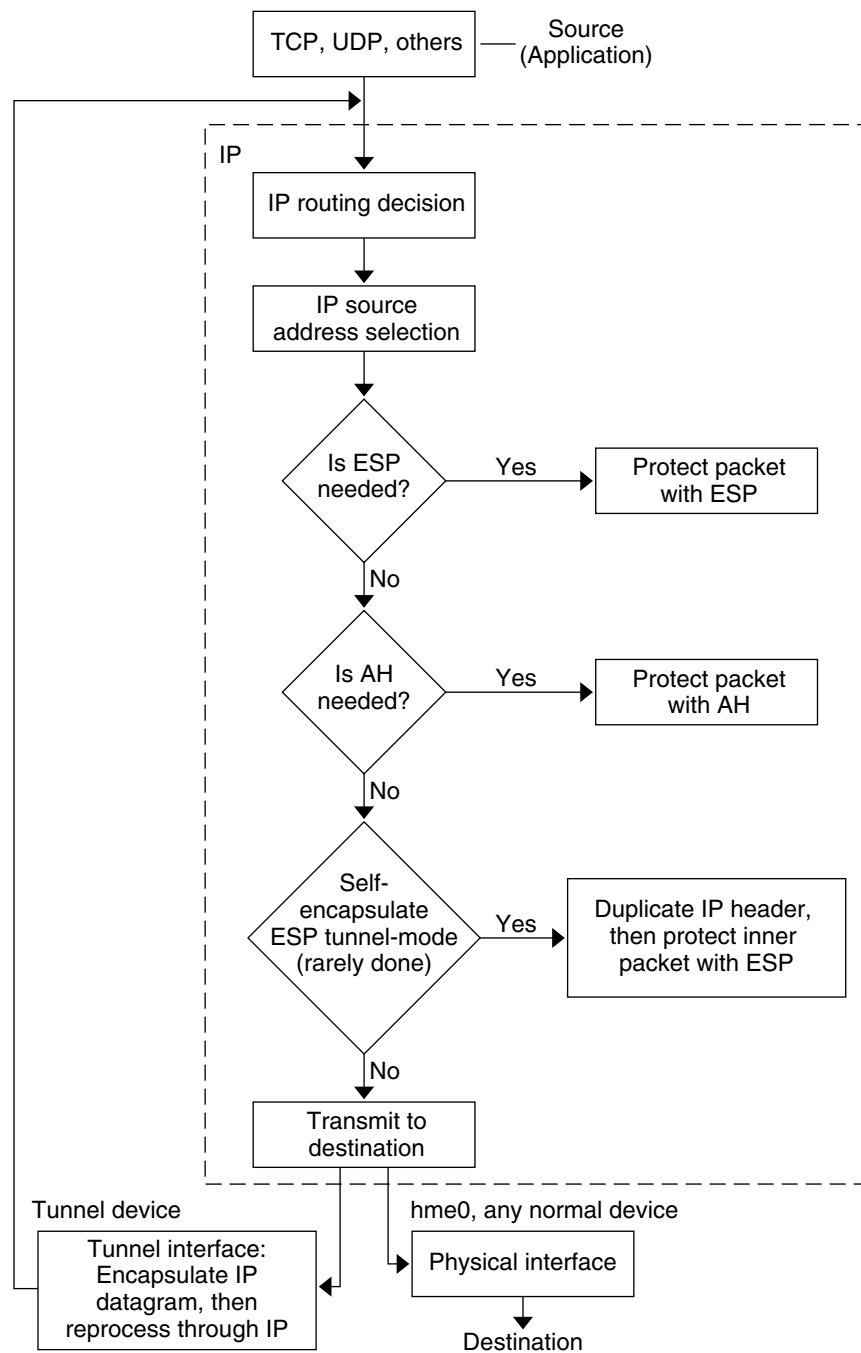 TCP, UDP, others
Source
(Application)
IP
IP routing decision
IP source
address selection
Is ESP
needed?
Yes
Protect packet
with ESP
No
Is AH
needed?
Yes
Protect packet
with AH
No
Self-
encapsulate
ESP tunnel-mode
(rarely done)
Yes
Duplicate IP header,
then protect inner
packet with ESP
No
Transmit to
destination
Tunnel device
Tunnel interface:
Encapsulate IP
datagram, then
reprocess through IP
hme0, any normal device
Physical interface
Destination